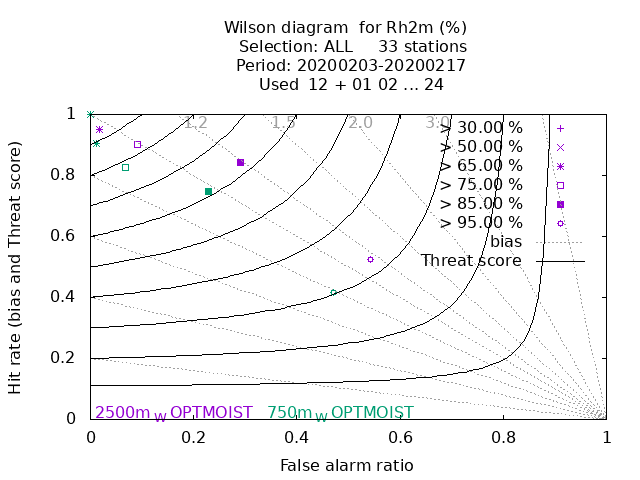 Wilson diagram for Rh2m (%)
Selection: ALL 33 stations
Period: 20200203-20200217
Used 12 + 01 02 ... 24
Hit rate (bias and Threat score)
1
0.8
0.6
0.4
0.2
0
1.2 1.5 2.0 3.0
> 30.00 %
> 50.00 %
> 65.00 %
> 75.00 %
> 85.00 %
> 95.00 %
bias
Threat score
2500m_W OPTMOIST 750m_W OPTMOIST
0 0.2 0.4 0.6 0.8 1
False alarm ratio